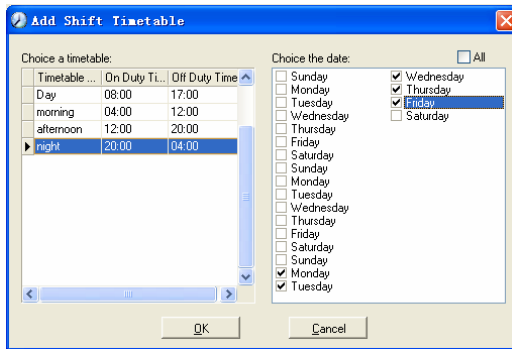 Add Shift Timetable
Choice a timetable:
Timetable ... On Duty Ti... Off Duty Time
Day 08:00 17:00
morning 04:00 12:00
afternoon 12:00 20:00
night 20:00 04:00
Choice the date:
All
Sunday
Monday
Tuesday
Wednesday
Thursday
Friday
Saturday
Sunday
Monday
Tuesday
Wednesday
Thursday
Friday
Saturday
Sunday
Monday
Tuesday
Wednesday
Thursday
Friday
Saturday
OK
Cancel